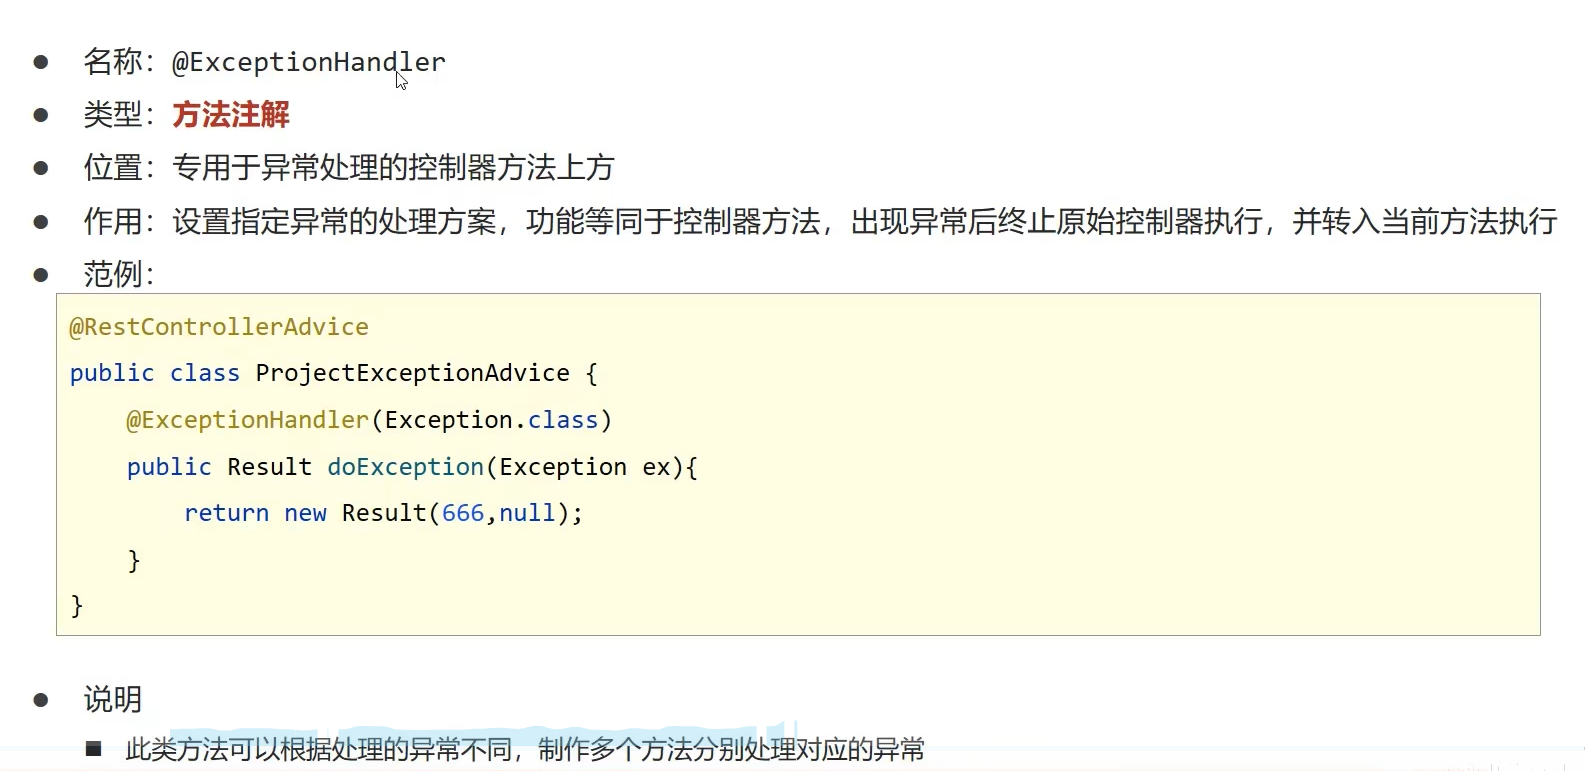 ● 名称：@ExceptionHandler
● 类型：方法注解
● 位置：专用于异常处理的控制器方法上方
● 作用：设置指定异常的处理方案，功能等同于控制器方法，出现异常后终止原始控制器执行，并转入当前方法执行
● 范例：
@RestControllerAdvice
public class ProjectExceptionAdvice {
    @ExceptionHandler(Exception.class)
    public Result doException(Exception ex){
        return new Result(666,null);
    }
}
● 说明
■ 此类方法可以根据处理的异常不同，制作多个方法分别处理对应的异常